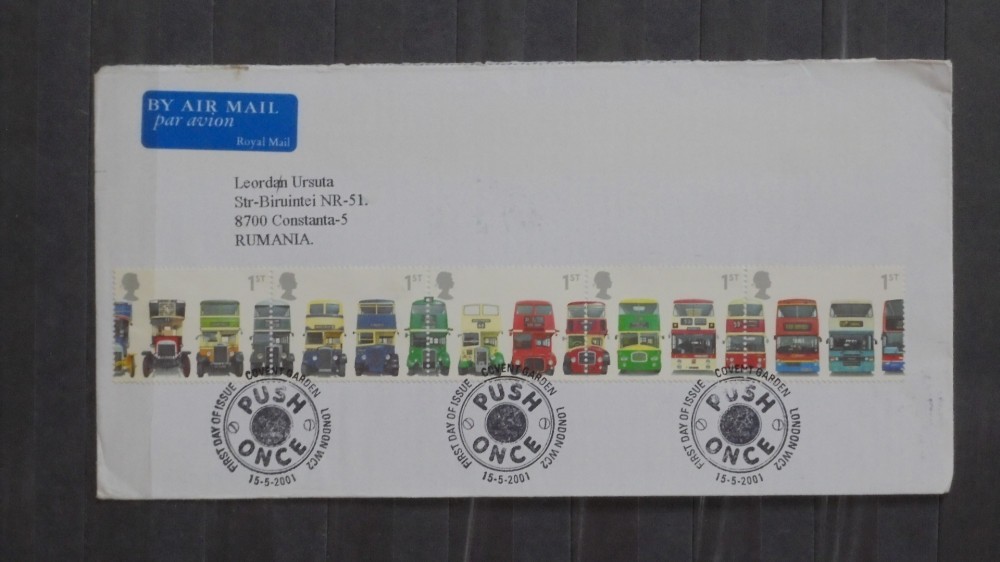 BY AIR MAIL
par avion
Royal Mail
Leordan Ursuta
Str-Biruintei NR-51.
8700 Constanta-5
RUMANIA.
1ST
1ST
1ST
1ST
1ST
FIRST DAY OF ISSUE COVENT GARDEN LONDON WC2
PUSH
ONCE
15-5-2001
FIRST DAY OF ISSUE COVENT GARDEN LONDON WC2
PUSH
ONCE
15-5-2001
FIRST DAY OF ISSUE COVENT GARDEN LONDON WC2
PUSH
ONCE
15-5-2001